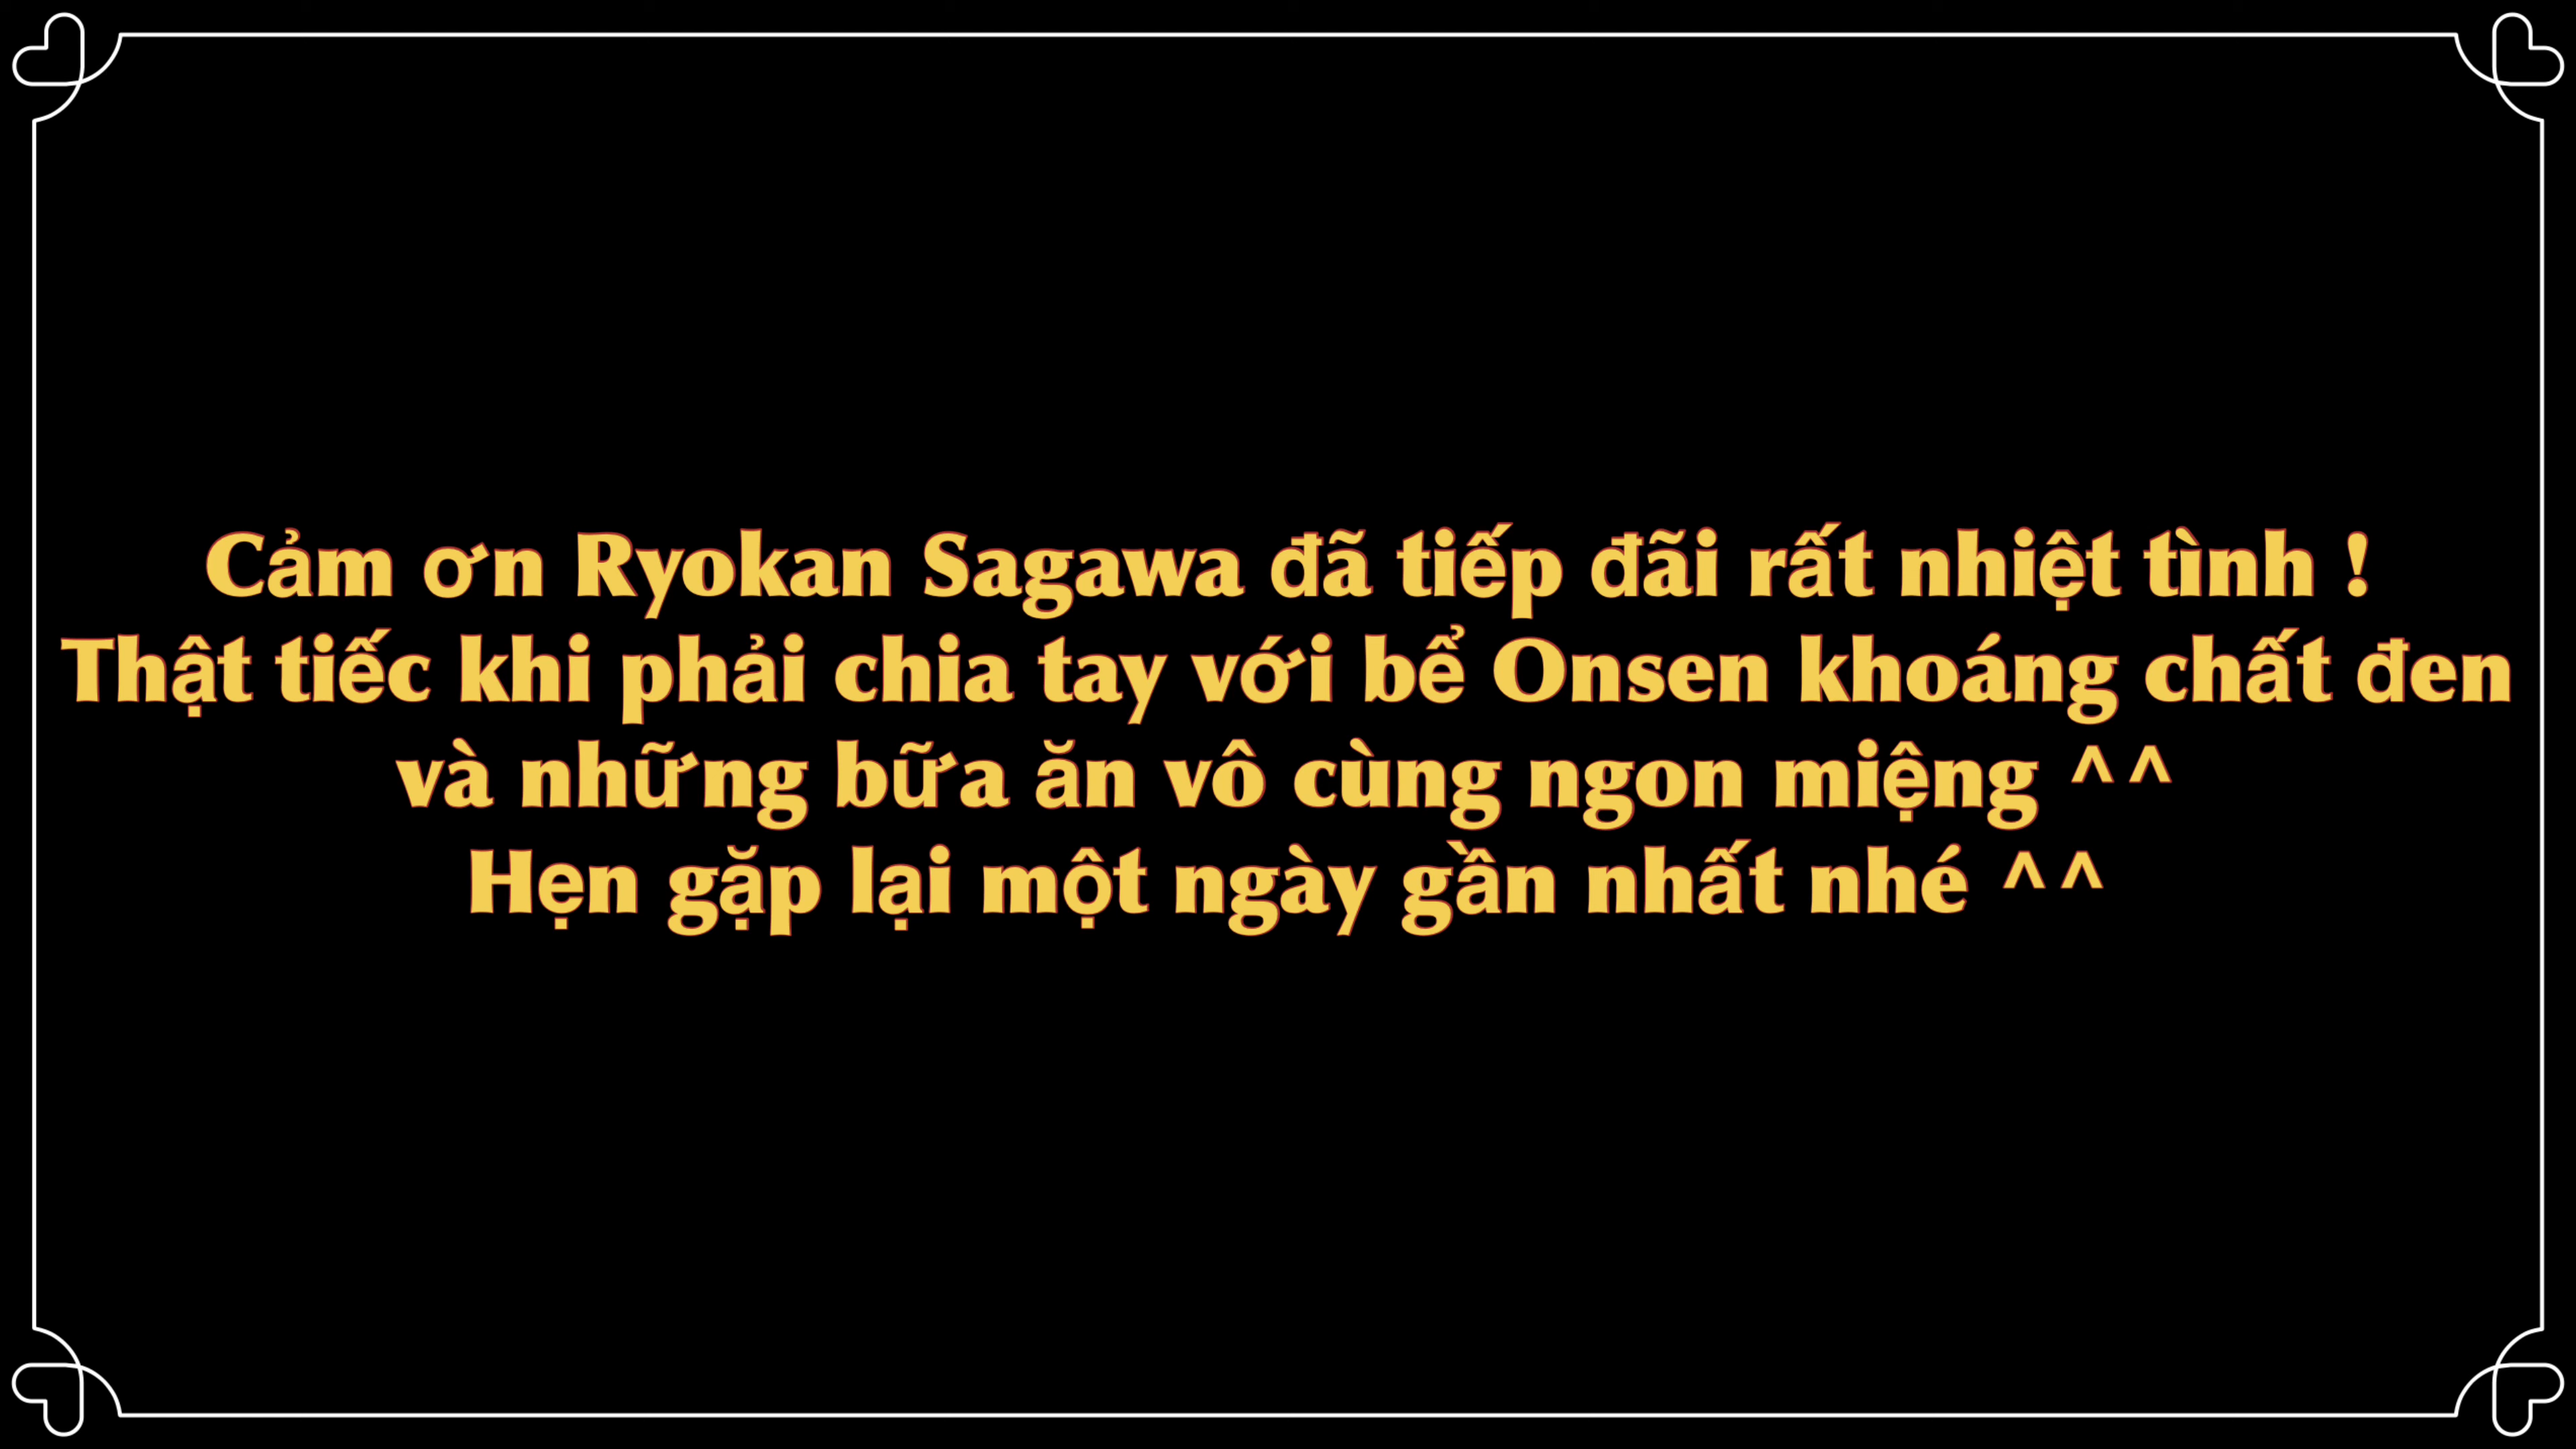 Cảm ơn Ryokan Sagawa đã tiếp đãi rất nhiệt tình !
Thật tiếc khi phải chia tay với bể Onsen khoáng chất đen
và những bữa ăn vô cùng ngon miệng ^^
Hẹn gặp lại một ngày gần nhất nhé ^^